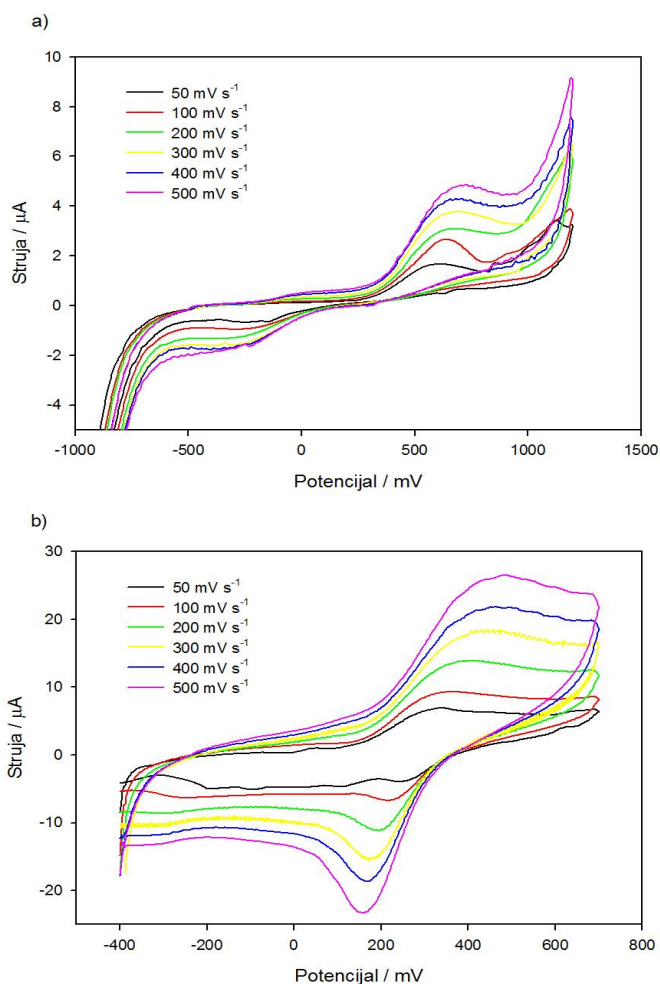 a)
10
8
6
4
2
0
-2
-4
50 mV s⁻¹
100 mV s⁻¹
200 mV s⁻¹
300 mV s⁻¹
400 mV s⁻¹
500 mV s⁻¹
Struja / µA
-1000 -500 0 500 1000 1500
Potencijal / mV
b)
30
20
10
0
-10
-20
50 mV s⁻¹
100 mV s⁻¹
200 mV s⁻¹
300 mV s⁻¹
400 mV s⁻¹
500 mV s⁻¹
Struja / µA
-400 -200 0 200 400 600 800
Potencijal / mV